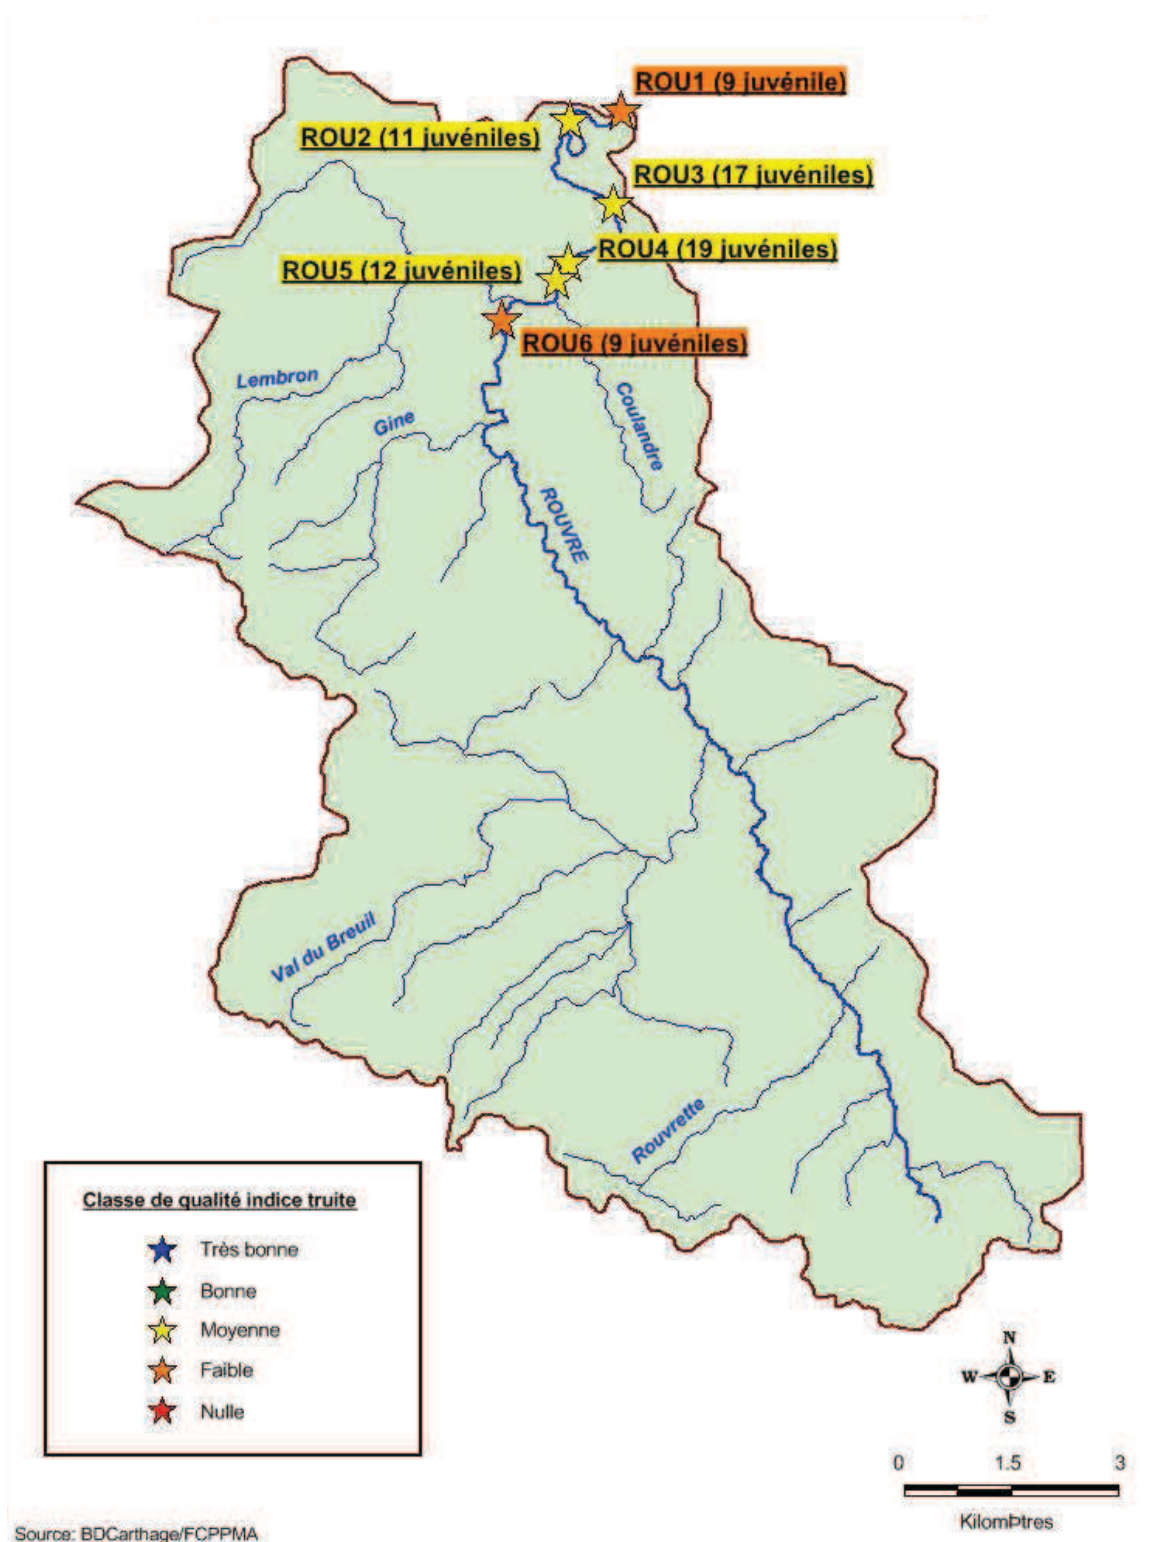 ROU1 (9 juvénile)
ROU2 (11 juvéniles)
ROU3 (17 juvéniles)
ROU4 (19 juvéniles)
ROU5 (12 juvéniles)
ROU6 (9 juvéniles)
Lembron
Gine
Coulandre
ROUVRE
Val du Breuil
Rouvrette
Classe de qualité indice truite
Très bonne
Bonne
Moyenne
Faible
Nulle
N
W E
S
0 1.5 3
KilomÞtres
Source: BDCarthage/FCPPMA